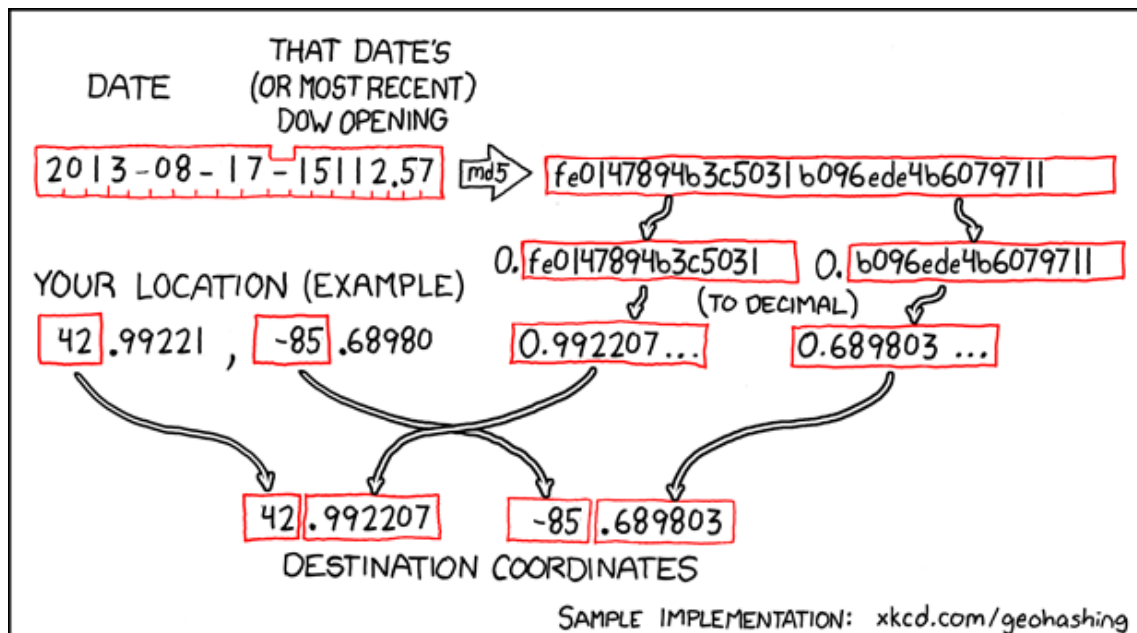 DATE
THAT DATE'S
(OR MOST RECENT)
DOW OPENING
2013-08-17-15112.57
md5
fe0147894b3c5031b096ede4b6079711
0.fe0147894b3c5031
0.b096ede4b6079711
YOUR LOCATION (EXAMPLE)
(TO DECIMAL)
42.99221, -85.68980
0.992207...
0.689803 ...
42.992207
-85.689803
DESTINATION COORDINATES
SAMPLE IMPLEMENTATION: xkcd.com/geohashing